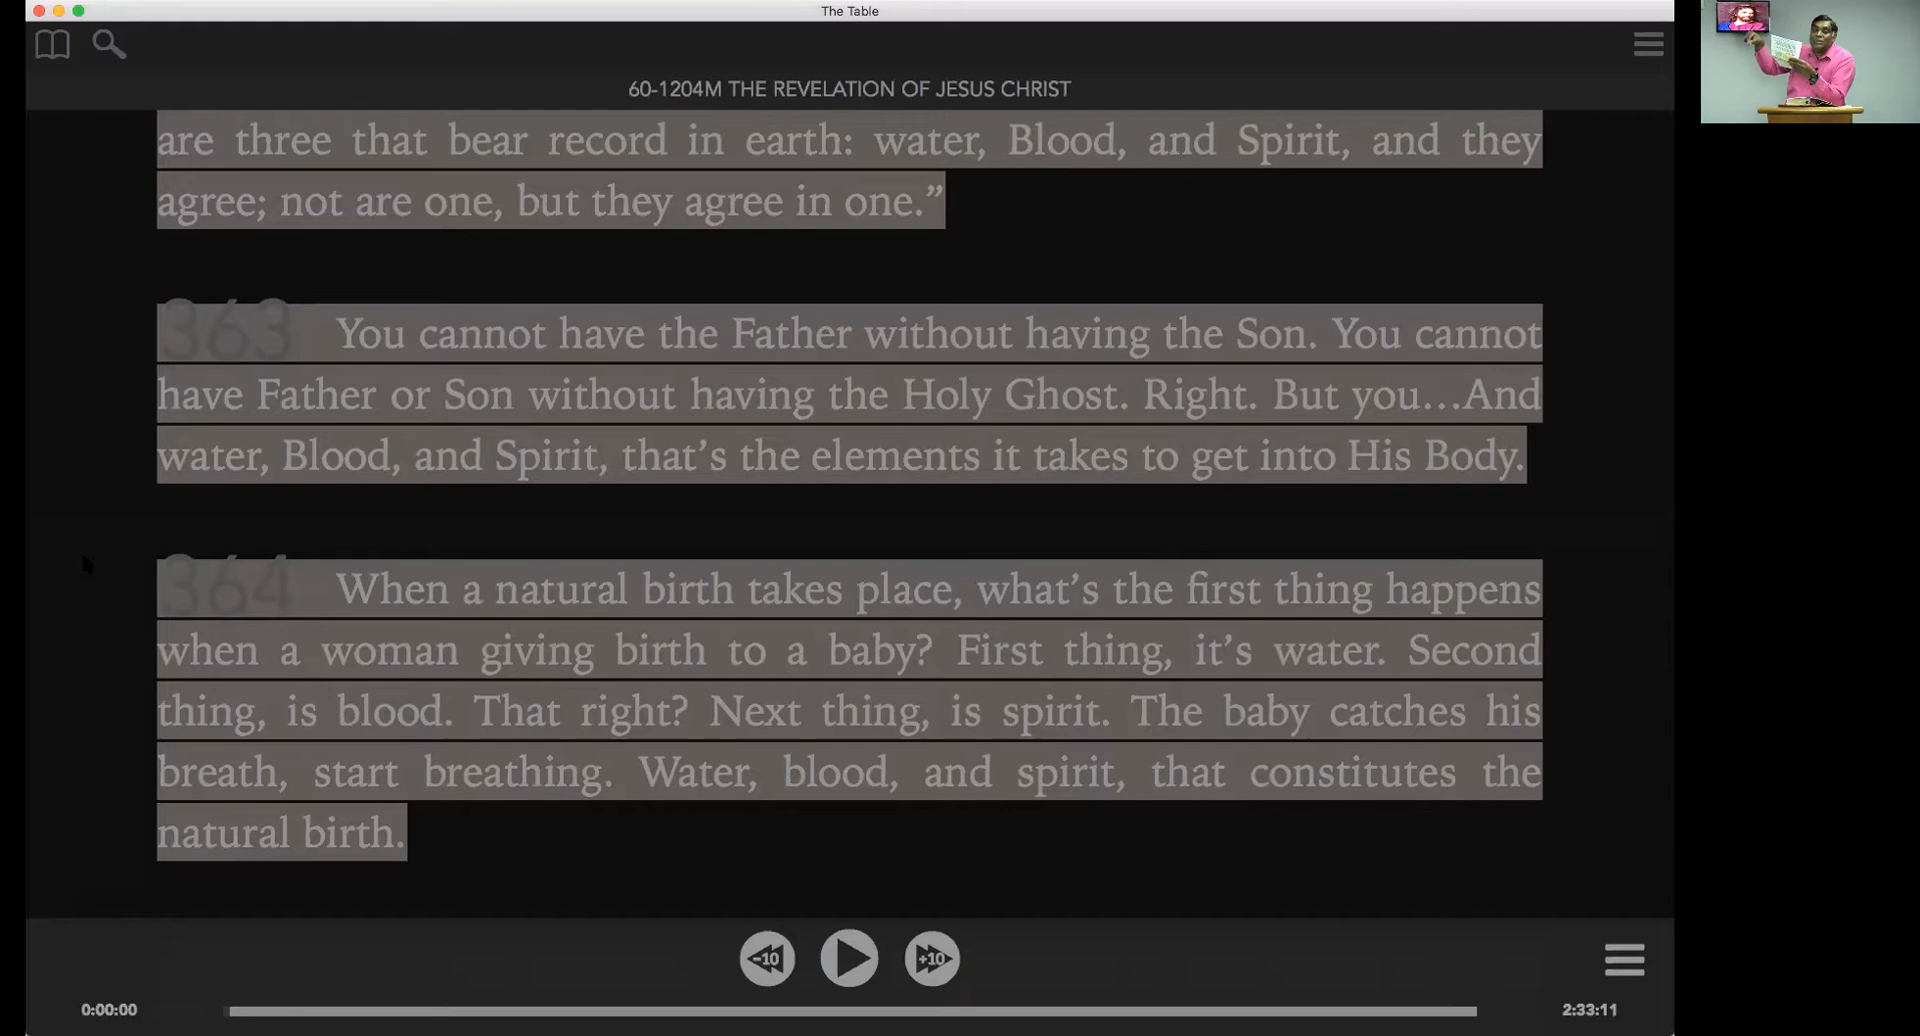 The Table
60-1204M THE REVELATION OF JESUS CHRIST
are three that bear record in earth: water, Blood, and Spirit, and they
agree; not are one, but they agree in one.”
363 You cannot have the Father without having the Son. You cannot
have Father or Son without having the Holy Ghost. Right. But you…And
water, Blood, and Spirit, that’s the elements it takes to get into His Body.
364 When a natural birth takes place, what’s the first thing happens
when a woman giving birth to a baby? First thing, it’s water. Second
thing, is blood. That right? Next thing, is spirit. The baby catches his
breath, start breathing. Water, blood, and spirit, that constitutes the
natural birth.
-10
+10
0:00:00
2:33:11